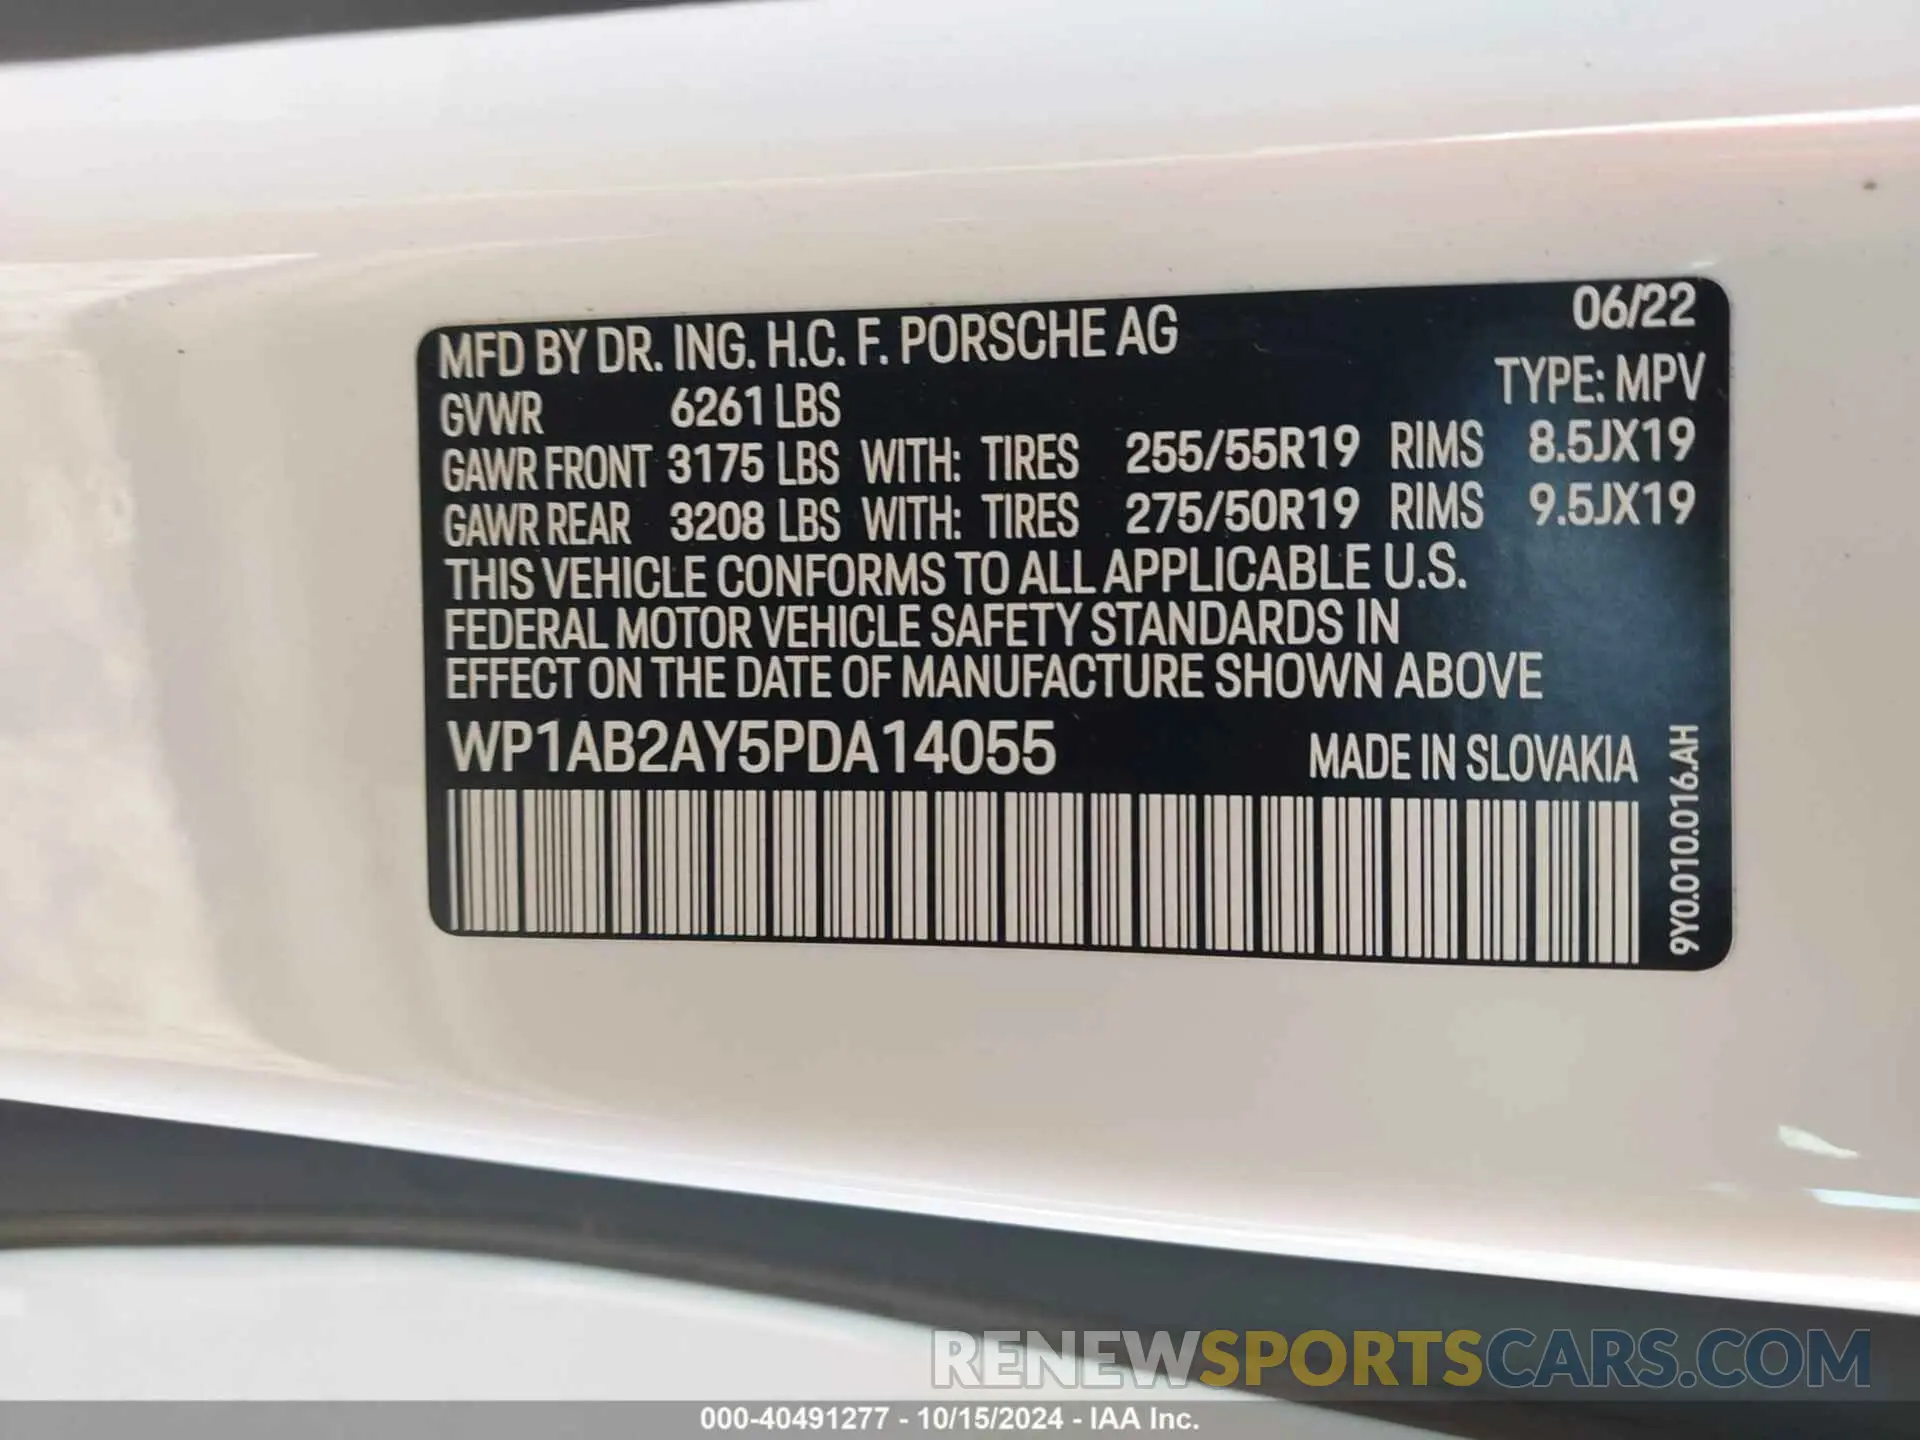 MFD BY DR. ING. H.C. F. PORSCHE AG 06/22
TYPE: MPV
GVWR 6261 LBS
GAWR FRONT 3175 LBS WITH: TIRES 255/55R19 RIMS 8.5JX19
GAWR REAR 3208 LBS WITH: TIRES 275/50R19 RIMS 9.5JX19
THIS VEHICLE CONFORMS TO ALL APPLICABLE U.S.
FEDERAL MOTOR VEHICLE SAFETY STANDARDS IN
EFFECT ON THE DATE OF MANUFACTURE SHOWN ABOVE
WP1AB2AY5PDA14055 MADE IN SLOVAKIA
9Y0.010.016.AH
RENEWSPORTSCARS.COM
000-40491277 - 10/15/2024 - IAA Inc.